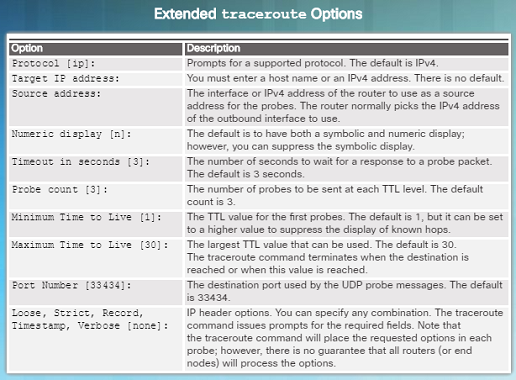 Extended traceroute Options
Option Description
Protocol [ip]: Prompts for a supported protocol. The default is IPv4.
Target IP address: You must enter a host name or an IPv4 address. There is no default.
Source address: The interface or IPv4 address of the router to use as a source
address for the probes. The router normally picks the IPv4 address
of the outbound interface to use.
Numeric display [n]: The default is to have both a symbolic and numeric display;
however, you can suppress the symbolic display.
Timeout in seconds [3]: The number of seconds to wait for a response to a probe packet.
The default is 3 seconds.
Probe count [3]: The number of probes to be sent at each TTL level. The default
count is 3.
Minimum Time to Live [1]: The TTL value for the first probes. The default is 1, but it can be set
to a higher value to suppress the display of known hops.
Maximum Time to Live [30]: The largest TTL value that can be used. The default is 30.
The traceroute command terminates when the destination is
reached or when this value is reached.
Port Number [33434]: The destination port used by the UDP probe messages. The default
is 33434.
Loose, Strict, Record, IP header options. You can specify any combination. The traceroute
Timestamp, Verbose [none]: command issues prompts for the required fields. Note that
the traceroute command will place the requested options in each
probe; however, there is no guarantee that all routers (or end
nodes) will process the options.